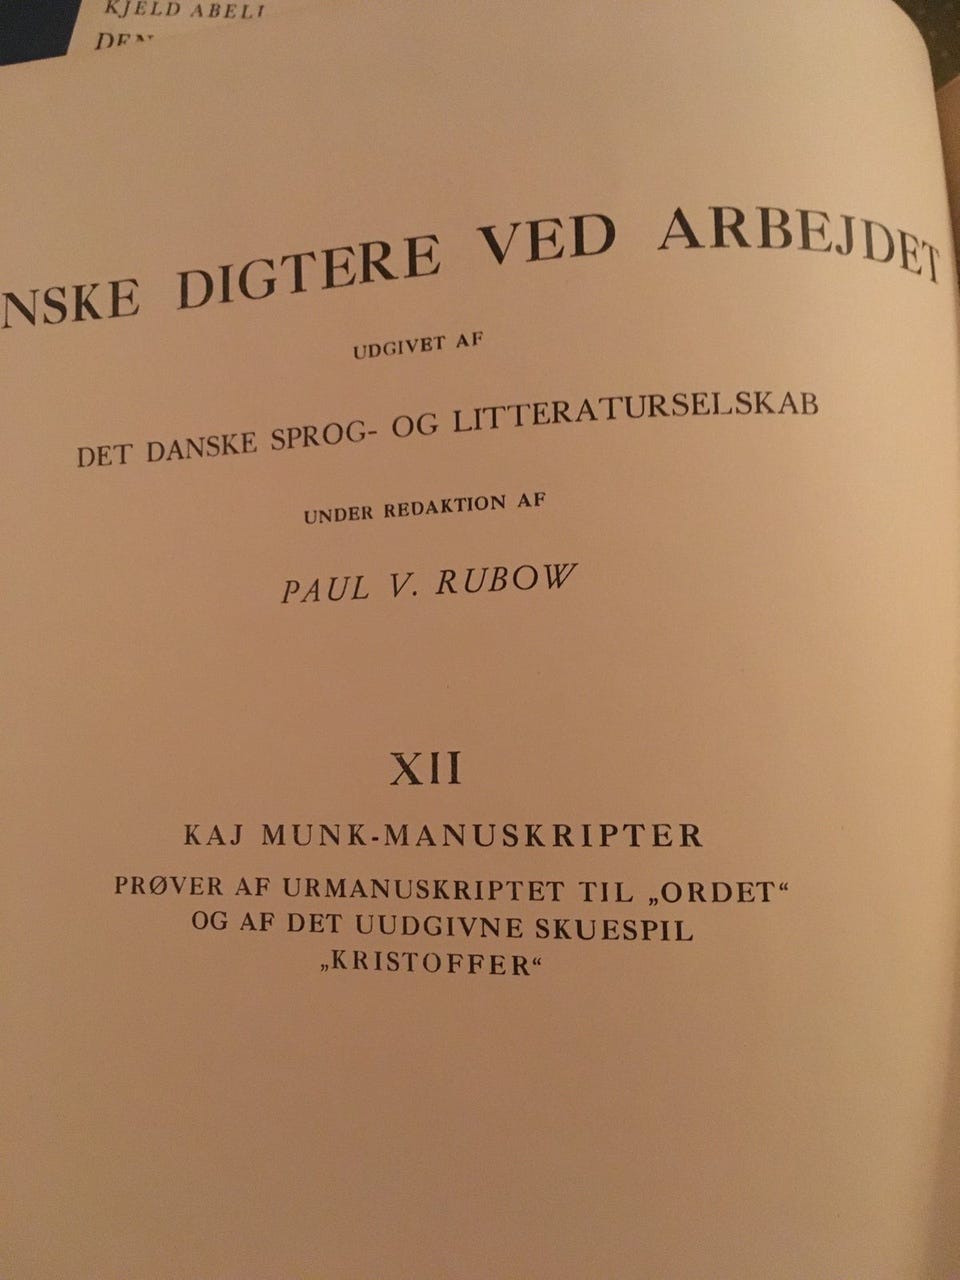 KJELD ABEL
NSKE DIGTERE VED ARBEJDET
UDGIVET AF
DET DANSKE SPROG- OG LITTERATURSELSKAB
UNDER REDAKTION AF
PAUL V. RUBOW
XII
KAJ MUNK-MANUSKRIPTER
PRØVER AF URMANUSKRIPTET TIL „ORDET“
OG AF DET UUDGIVNE SKUESPIL
„KRISTOFFER“